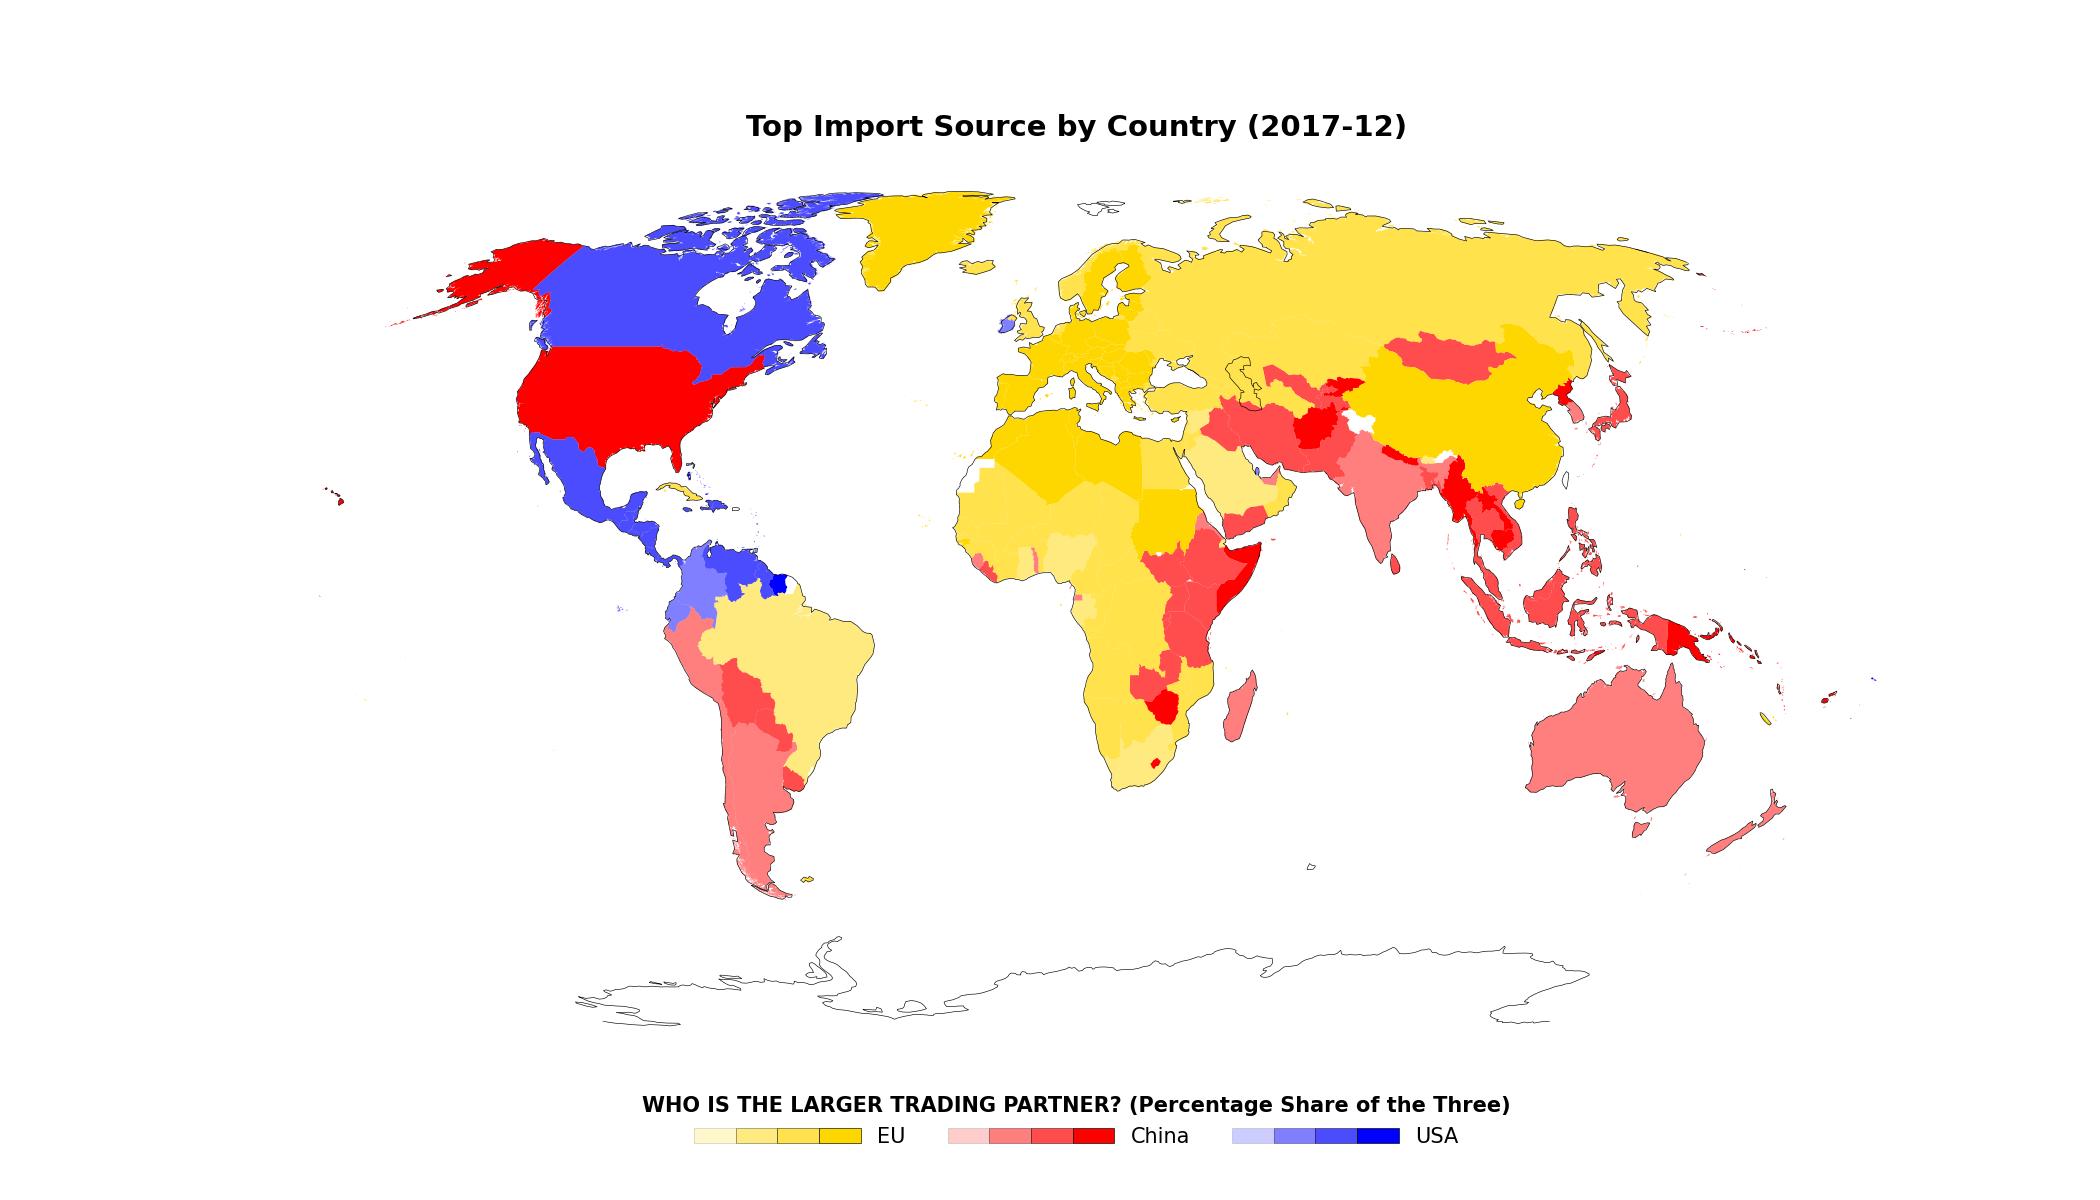 Top Import Source by Country (2017-12)
WHO IS THE LARGER TRADING PARTNER? (Percentage Share of the Three)
EU China USA